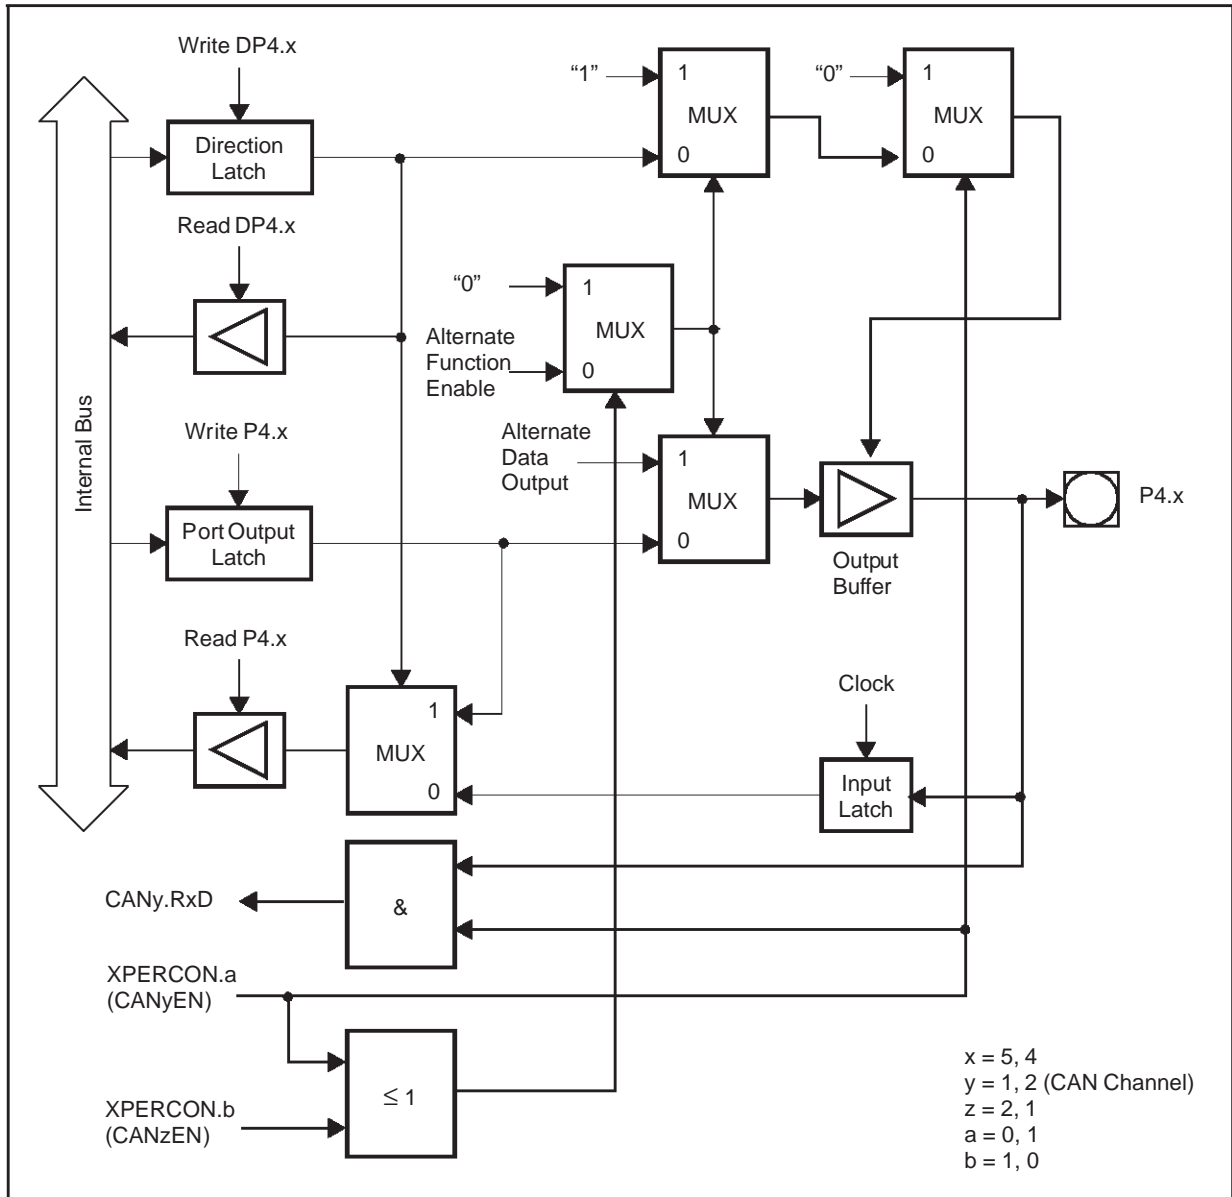 Write DP4.x
“1”
1
MUX
0
“0”
1
MUX
0
Direction
Latch
Read DP4.x
“0”
1
MUX
0
Alternate
Function
Enable
Internal Bus
Write P4.x
Alternate
Data
Output
1
MUX
0
P4.x
Port Output
Latch
Output
Buffer
Read P4.x
Clock
1
MUX
0
Input
Latch
CANy.RxD
&
XPERCON.a
(CANyEN)
≤ 1
XPERCON.b
(CANzEN)
x = 5, 4
y = 1, 2 (CAN Channel)
z = 2, 1
a = 0, 1
b = 1, 0